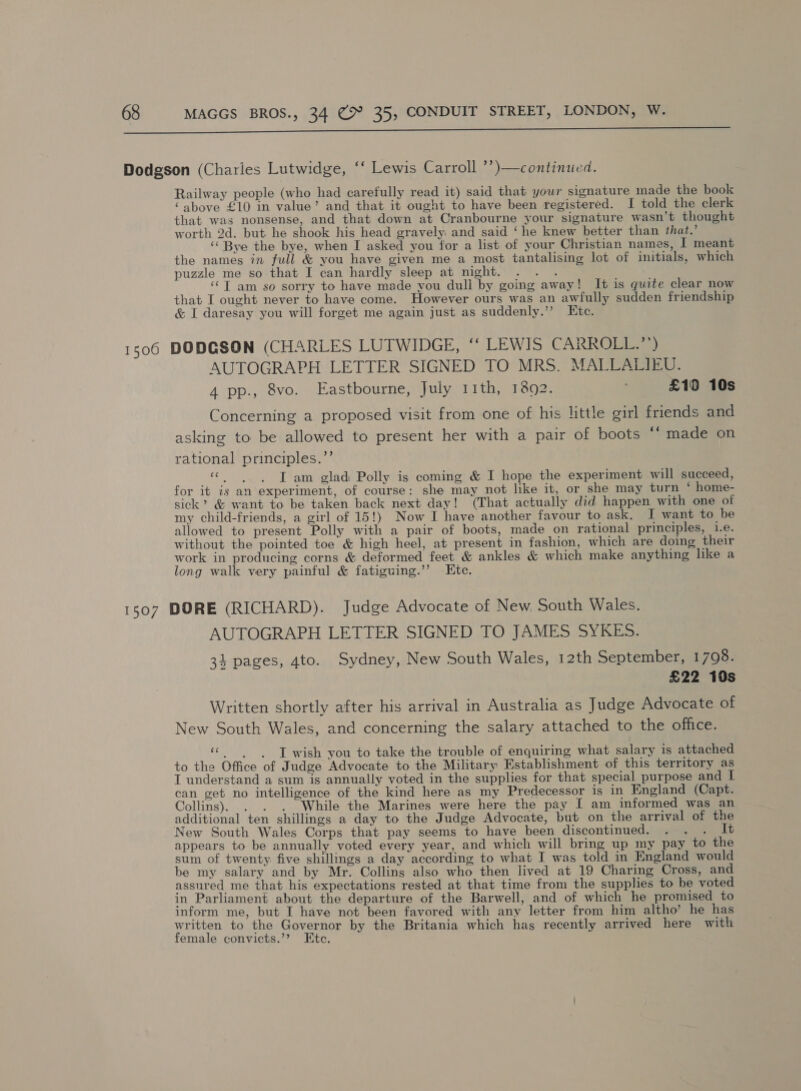 68 MAGGS BROS., 34 & 35, CONDUIT STREET, LONDON, W.
Dodgson (Charles Lutwidge, “ Lewis Carroll ”)—continued.
Railway people (who had carefully read it) said that your signature made the book
‘ above £10 in value ’ and that it ought to have been registered. I told the clerk
that was nonsense, and that down at Cranbourne your signature wasn’t thought
worth 2d. but he shook his head gravely and said ‘ he knew better than that.’
“ Bye the bye, when I asked you for a list of your Christian names, I meant
the names in full & you have given me a most tantalising lot of initials, which
puzzle me so that I can hardly sleep at night. . . .
“ I am so sorry to have made you dull by going away! It is quite clear now
that I ought never to have come. However ours was an awfully sudden friendship
& I daresay you will forget me again just as suddenly.” Etc.
1506 DODGSON (CHARLES LUTWIDGE, “ LEWIS CARROLL.”)
AUTOGRAPH LETTER SIGNED TO MRS. MALLALIEU.
4 pp., 8vo. Eastbourne, July 11th, 1892. £10 10s
Concerning a proposed visit from one of his little girl friends and
asking to be allowed to present her with a pair of boots “ made on
rational principles.”
“. . . I am glad Polly is coming & I hope the experiment will succeed,
for it is an experiment, of course: she may not like it, or she may turn ‘ home-
sick ’ & want to be taken back next day! (That actually did happen with one of
my child-friends, a girl of 15!) Now I have another favour to ask. I want to be
allowed to present Polly with a pair of boots, made on rational principles, i.e.
without the pointed toe & high heel, at present in fashion, which are doing their
work in producing corns & deformed feet & ankles & which make anything like a
long walk very painful & fatiguing.” Etc.
1507 DORE (RICHARD). Judge Advocate of New South Wales.
AUTOGRAPH LETTER SIGNED TO JAMES SYKES.
3½ pages, 4to. Sydney, New South Wales, 12th September, 1798.
£22 10s
Written shortly after his arrival in Australia as Judge Advocate of
New South Wales, and concerning the salary attached to the office.
“. . . I wish you to take the trouble of enquiring what salary is attached
to the Office of Judge Advocate to the Military Establishment of this territory as
I understand a sum is annually voted in the supplies for that special purpose and I
can get no intelligence of the kind here as my Predecessor is in England (Capt.
Collins). . . . While the Marines were here the pay I am informed was an
additional ten shillings a day to the Judge Advocate, but on the arrival of the
New South Wales Corps that pay seems to have been discontinued. . . . It
appears to be annually voted every year, and which will bring up my pay to the
sum of twenty five shillings a day according to what I was told in England would
be my salary and by Mr. Collins also who then lived at 19 Charing Cross, and
assured me that his expectations rested at that time from the supplies to be voted
in Parliament about the departure of the Barwell, and of which he promised to
inform me, but I have not been favored with any letter from him altho’ he has
written to the Governor by the Britania which has recently arrived here with
female convicts.” Etc.